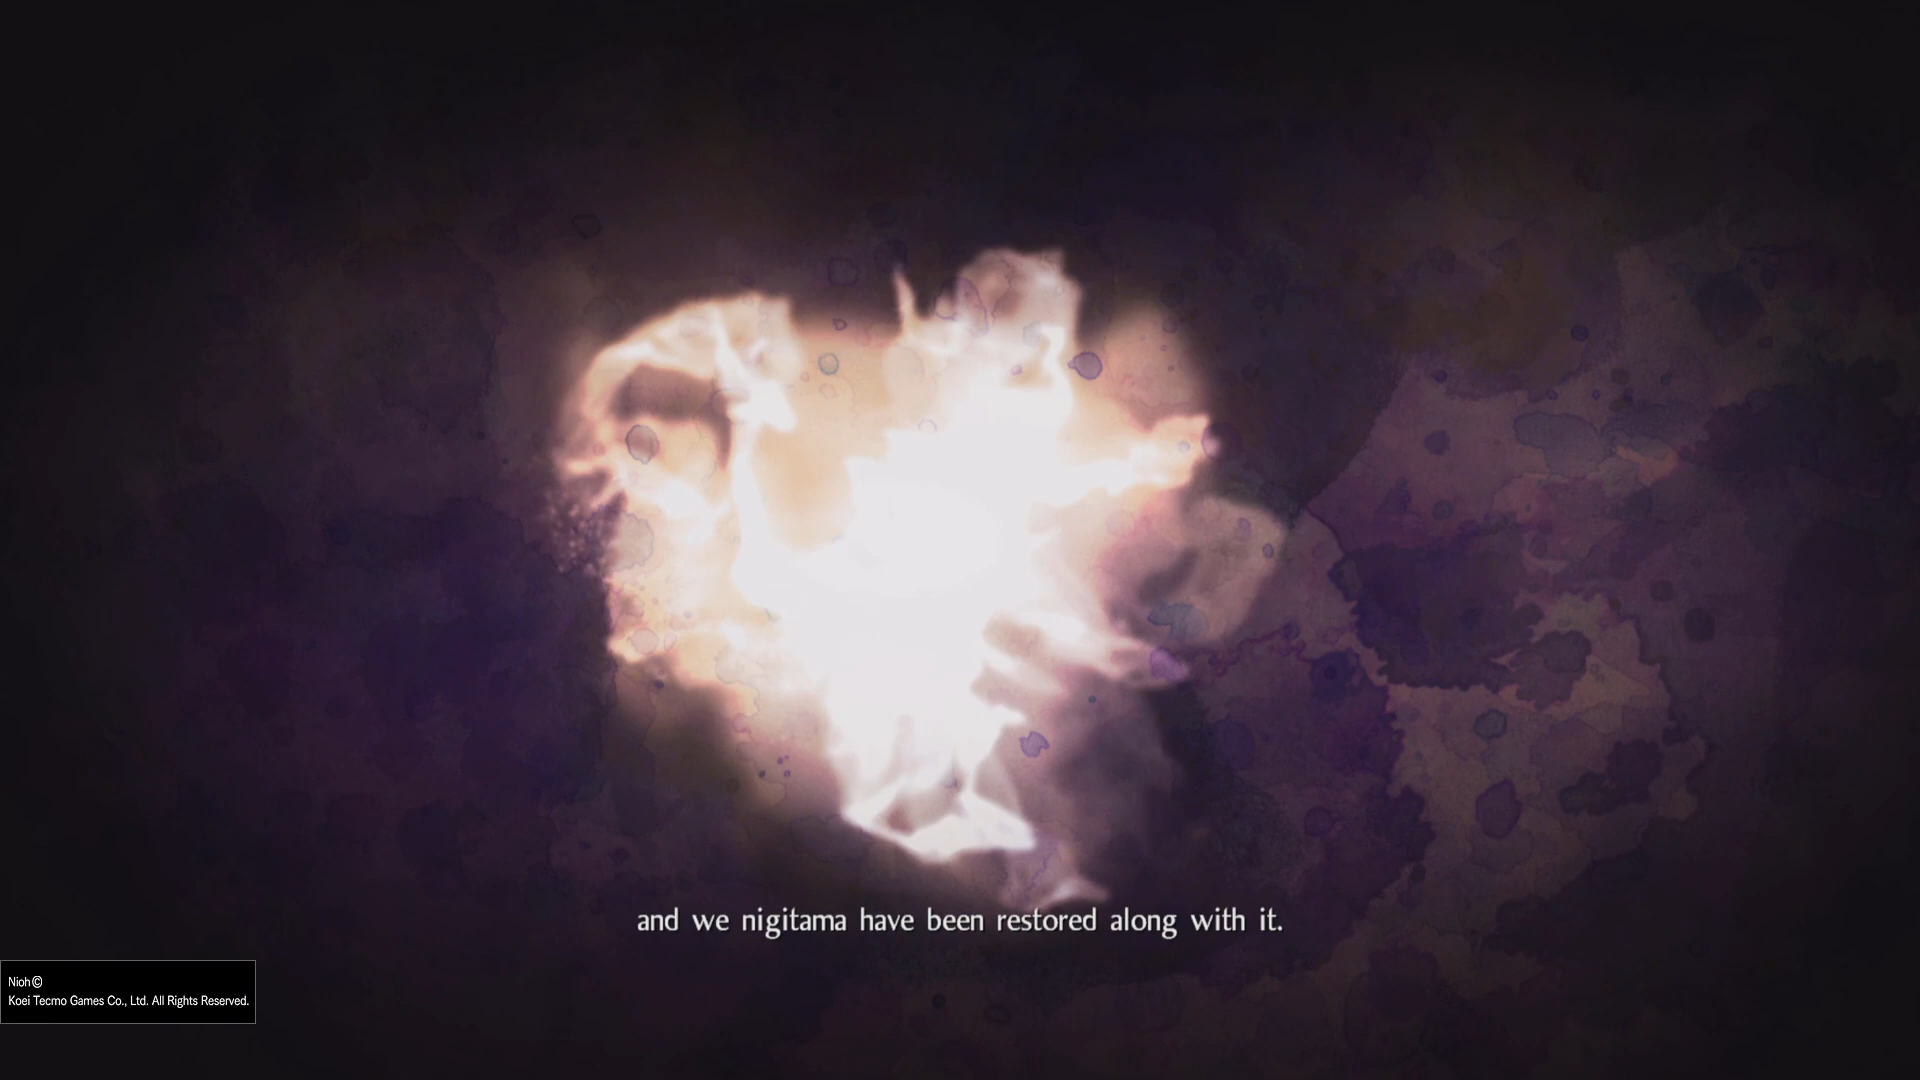 and we nigitama have been restored along with it.
Nioh©
Koei Tecmo Games Co., Ltd. All Rights Reserved.